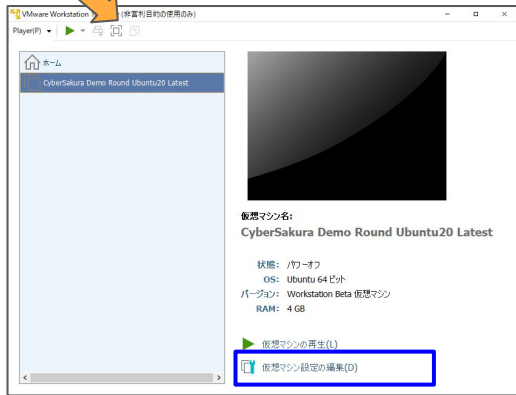 VMware Workstation (非営利目的の使用のみ)
Player(P)
ホーム
CyberSakura Demo Round Ubuntu20 Latest
仮想マシン名:
CyberSakura Demo Round Ubuntu20 Latest
状態: パワーオフ
OS: Ubuntu 64 ビット
バージョン: Workstation Beta 仮想マシン
RAM: 4 GB
仮想マシンの再生(L)
仮想マシン設定の編集(D)